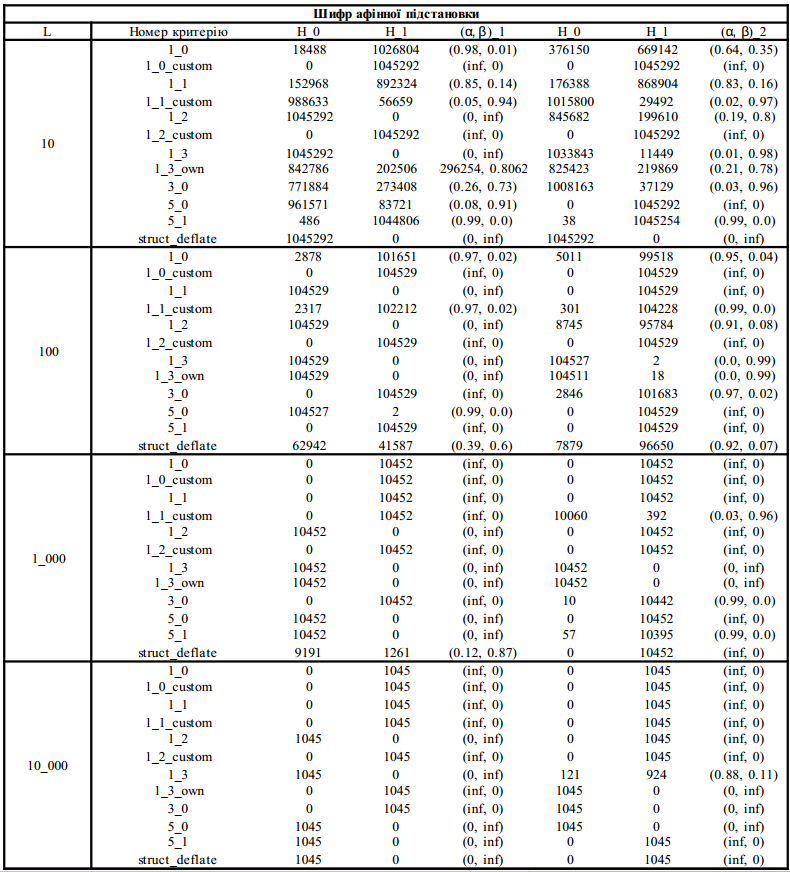 Шифр афінної підстановки
L Номер критерію H_0 H_1 (α, β)_1 H_0 H_1 (α, β)_2
10
1_0 18488 1026804 (0.98, 0.01) 376150 669142 (0.64, 0.35)
1_0_custom 0 1045292 (inf, 0) 0 1045292 (inf, 0)
1_1 152968 892324 (0.85, 0.14) 176388 868904 (0.83, 0.16)
1_1_custom 988633 56659 (0.05, 0.94) 1015800 29492 (0.02, 0.97)
1_2 1045292 0 (0, inf) 845682 199610 (0.19, 0.8)
1_2_custom 0 1045292 (inf, 0) 0 1045292 (inf, 0)
1_3 1045292 0 (0, inf) 1033843 11449 (0.01, 0.98)
1_3_own 842786 202506 296254, 0.8062 825423 219869 (0.21, 0.78)
3_0 771884 273408 (0.26, 0.73) 1008163 37129 (0.03, 0.96)
5_0 961571 83721 (0.08, 0.91) 0 1045292 (inf, 0)
5_1 486 1044806 (0.99, 0.0) 38 1045254 (0.99, 0.0)
struct_deflate 1045292 0 (0, inf) 1045292 0 (0, inf)
100
1_0 2878 101651 (0.97, 0.02) 5011 99518 (0.95, 0.04)
1_0_custom 0 104529 (inf, 0) 0 104529 (inf, 0)
1_1 104529 0 (0, inf) 0 104529 (inf, 0)
1_1_custom 2317 102212 (0.97, 0.02) 301 104228 (0.99, 0.0)
1_2 104529 0 (0, inf) 8745 95784 (0.91, 0.08)
1_2_custom 0 104529 (inf, 0) 0 104529 (inf, 0)
1_3 104529 0 (0, inf) 104527 2 (0.0, 0.99)
1_3_own 104529 0 (0, inf) 104511 18 (0.0, 0.99)
3_0 0 104529 (inf, 0) 2846 101683 (0.97, 0.02)
5_0 104527 2 (0.99, 0.0) 0 104529 (inf, 0)
5_1 0 104529 (inf, 0) 0 104529 (inf, 0)
struct_deflate 62942 41587 (0.39, 0.6) 7879 96650 (0.92, 0.07)
1_000
1_0 0 10452 (inf, 0) 0 10452 (inf, 0)
1_0_custom 0 10452 (inf, 0) 0 10452 (inf, 0)
1_1 0 10452 (inf, 0) 0 10452 (inf, 0)
1_1_custom 0 10452 (inf, 0) 10060 392 (0.03, 0.96)
1_2 10452 0 (0, inf) 0 10452 (inf, 0)
1_2_custom 0 10452 (inf, 0) 0 10452 (inf, 0)
1_3 10452 0 (0, inf) 10452 0 (0, inf)
1_3_own 10452 0 (0, inf) 10452 0 (0, inf)
3_0 0 10452 (inf, 0) 10 10442 (0.99, 0.0)
5_0 10452 0 (0, inf) 0 10452 (inf, 0)
5_1 10452 0 (0, inf) 57 10395 (0.99, 0.0)
struct_deflate 9191 1261 (0.12, 0.87) 0 10452 (inf, 0)
10_000
1_0 0 1045 (inf, 0) 0 1045 (inf, 0)
1_0_custom 0 1045 (inf, 0) 0 1045 (inf, 0)
1_1 0 1045 (inf, 0) 0 1045 (inf, 0)
1_1_custom 0 1045 (inf, 0) 0 1045 (inf, 0)
1_2 1045 0 (0, inf) 0 1045 (inf, 0)
1_2_custom 0 1045 (inf, 0) 0 1045 (inf, 0)
1_3 1045 0 (0, inf) 121 924 (0.88, 0.11)
1_3_own 0 1045 (inf, 0) 1045 0 (0, inf)
3_0 0 1045 (inf, 0) 1045 0 (0, inf)
5_0 1045 0 (0, inf) 1045 0 (0, inf)
5_1 1045 0 (0, inf) 0 1045 (inf, 0)
struct_deflate 1045 0 (0, inf) 0 1045 (inf, 0)